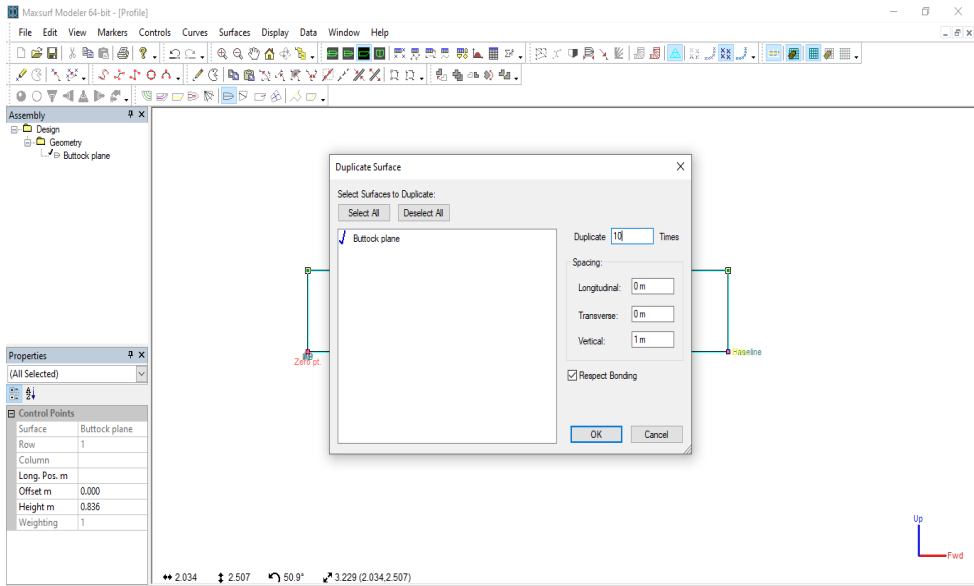 Maxsurf Modeler 64-bit - [Profile]
File Edit View Markers Controls Curves Surfaces Display Data Window Help
Assembly
Design
Geometry
Buttock plane
Properties
(All Selected)
Control Points
Surface Buttock plane
Row 1
Column
Long. Pos. m
Offset m 0.000
Height m 0.836
Weighting 1
Duplicate Surface
Select Surfaces to Duplicate:
Select All Deselect All
Buttock plane
Duplicate 10 Times
Spacing:
Longitudinal: 0 m
Transverse: 0 m
Vertical: 1 m
Respect Bonding
OK Cancel
Zero pt.
Baseline
Up
Fwd
2.034 2.507 50.9° 3.229 (2.034,2.507)